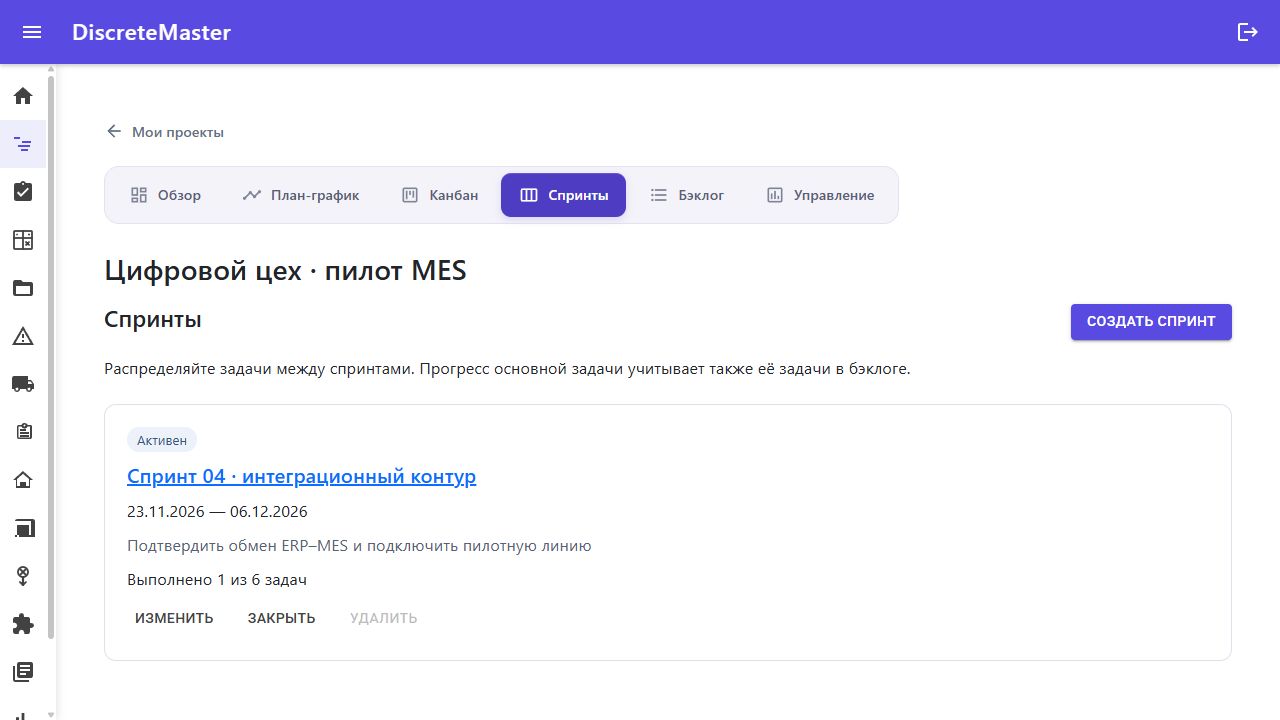 DiscreteMaster
Мои проекты
Обзор
План-график
Канбан
Спринты
Бэклог
Управление
Цифровой цех · пилот MES
Спринты
СОЗДАТЬ СПРИНТ
Распределяйте задачи между спринтами. Прогресс основной задачи учитывает также её задачи в бэклоге.
Активен
Спринт 04 · интеграционный контур
23.11.2026 — 06.12.2026
Подтвердить обмен ERP–MES и подключить пилотную линию
Выполнено 1 из 6 задач
ИЗМЕНИТЬ ЗАКРЫТЬ УДАЛИТЬ